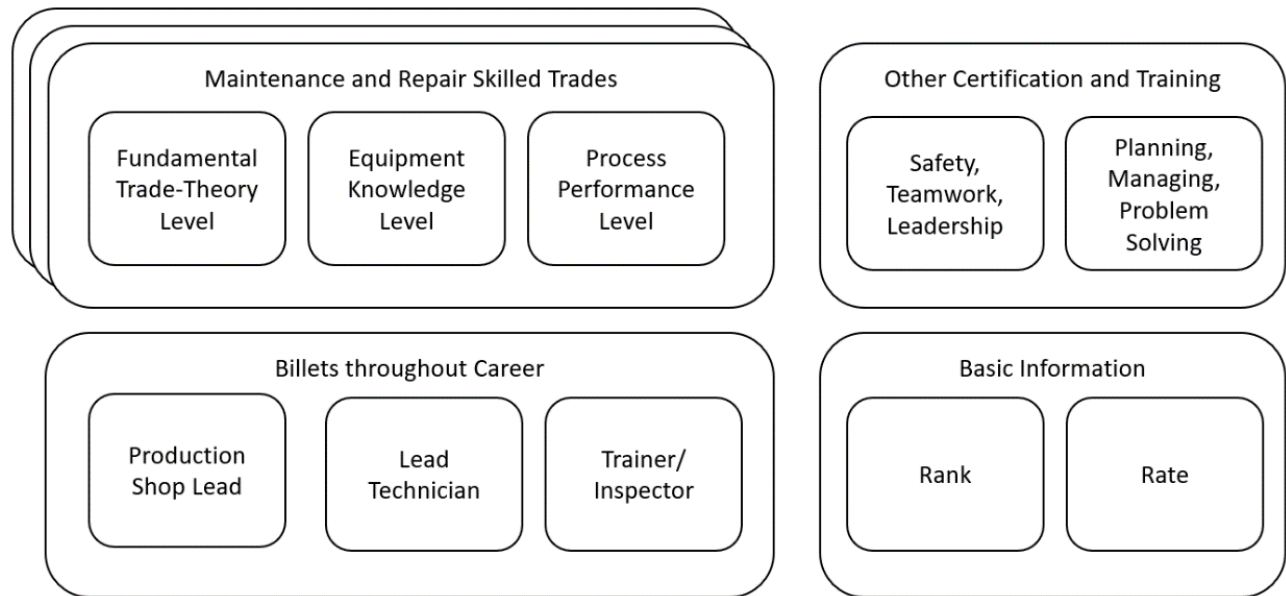 Maintenance and Repair Skilled Trades
Fundamental
Trade-Theory
Level
Equipment
Knowledge
Level
Process
Performance
Level
Other Certification and Training
Safety,
Teamwork,
Leadership
Planning,
Managing,
Problem
Solving
Billets throughout Career
Production
Shop Lead
Lead
Technician
Trainer/
Inspector
Basic Information
Rank
Rate